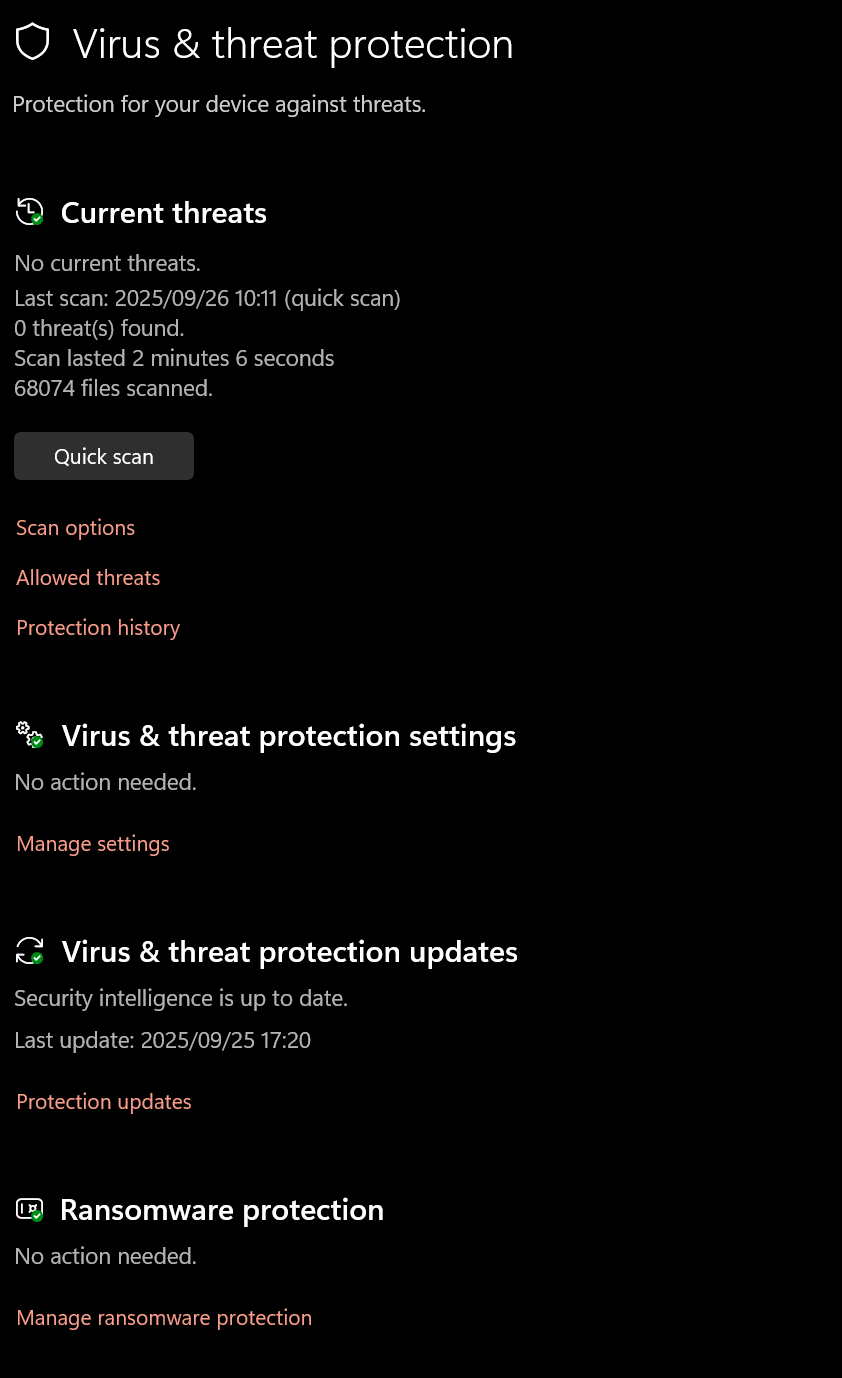 Virus & threat protection
Protection for your device against threats.
Current threats
No current threats.
Last scan: 2025/09/26 10:11 (quick scan)
0 threat(s) found.
Scan lasted 2 minutes 6 seconds
68074 files scanned.
Quick scan
Scan options
Allowed threats
Protection history
Virus & threat protection settings
No action needed.
Manage settings
Virus & threat protection updates
Security intelligence is up to date.
Last update: 2025/09/25 17:20
Protection updates
Ransomware protection
No action needed.
Manage ransomware protection